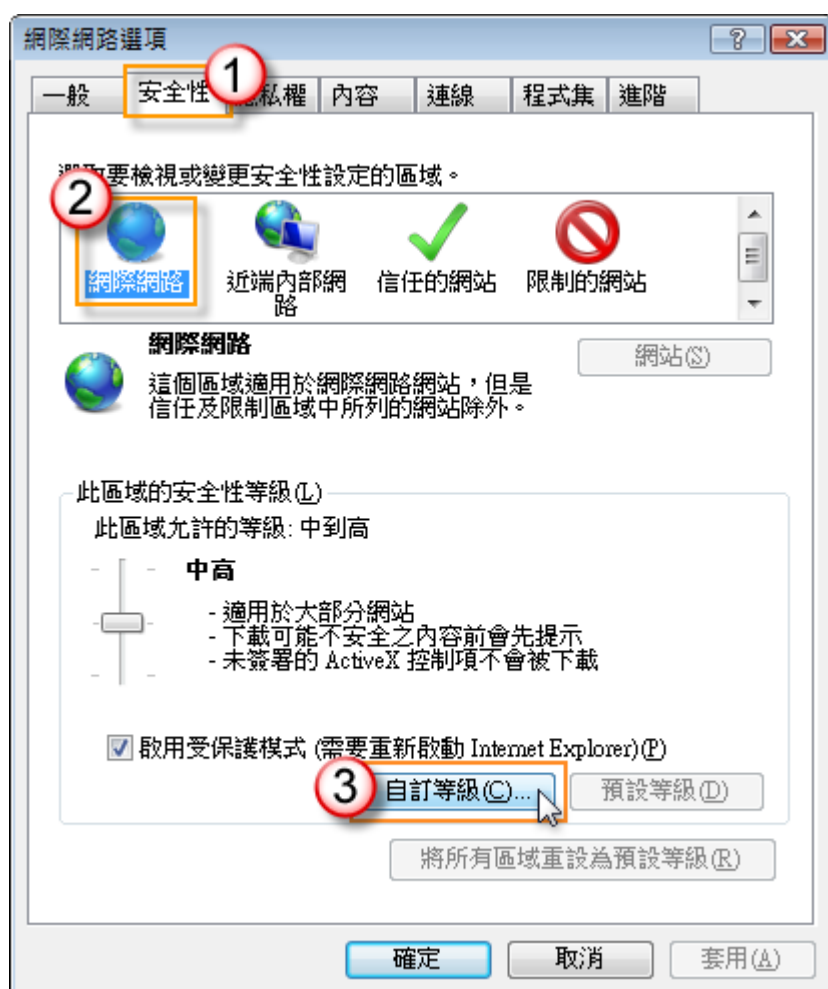 網際網路選項
1
一般 安全性 私權 內容 連線 程式集 進階
要檢視或變更安全性設定的區域。
2
網際網路 近端內部網路 信任的網站 限制的網站
網際網路
網站(S)
這個區域適用於網際網路網站,但是
信任及限制區域中所列的網站除外。
此區域的安全性等級(L)
此區域允許的等級: 中到高
中高
- 適用於大部分網站
- 下載可能不安全之內容前會先提示
- 未簽署的 ActiveX 控制項不會被下載
啟用受保護模式 (需要重新啟動 Internet Explorer)(P)
3 自訂等級(C)... 預設等級(D)
將所有區域重設為預設等級(R)
確定 取消 套用(A)